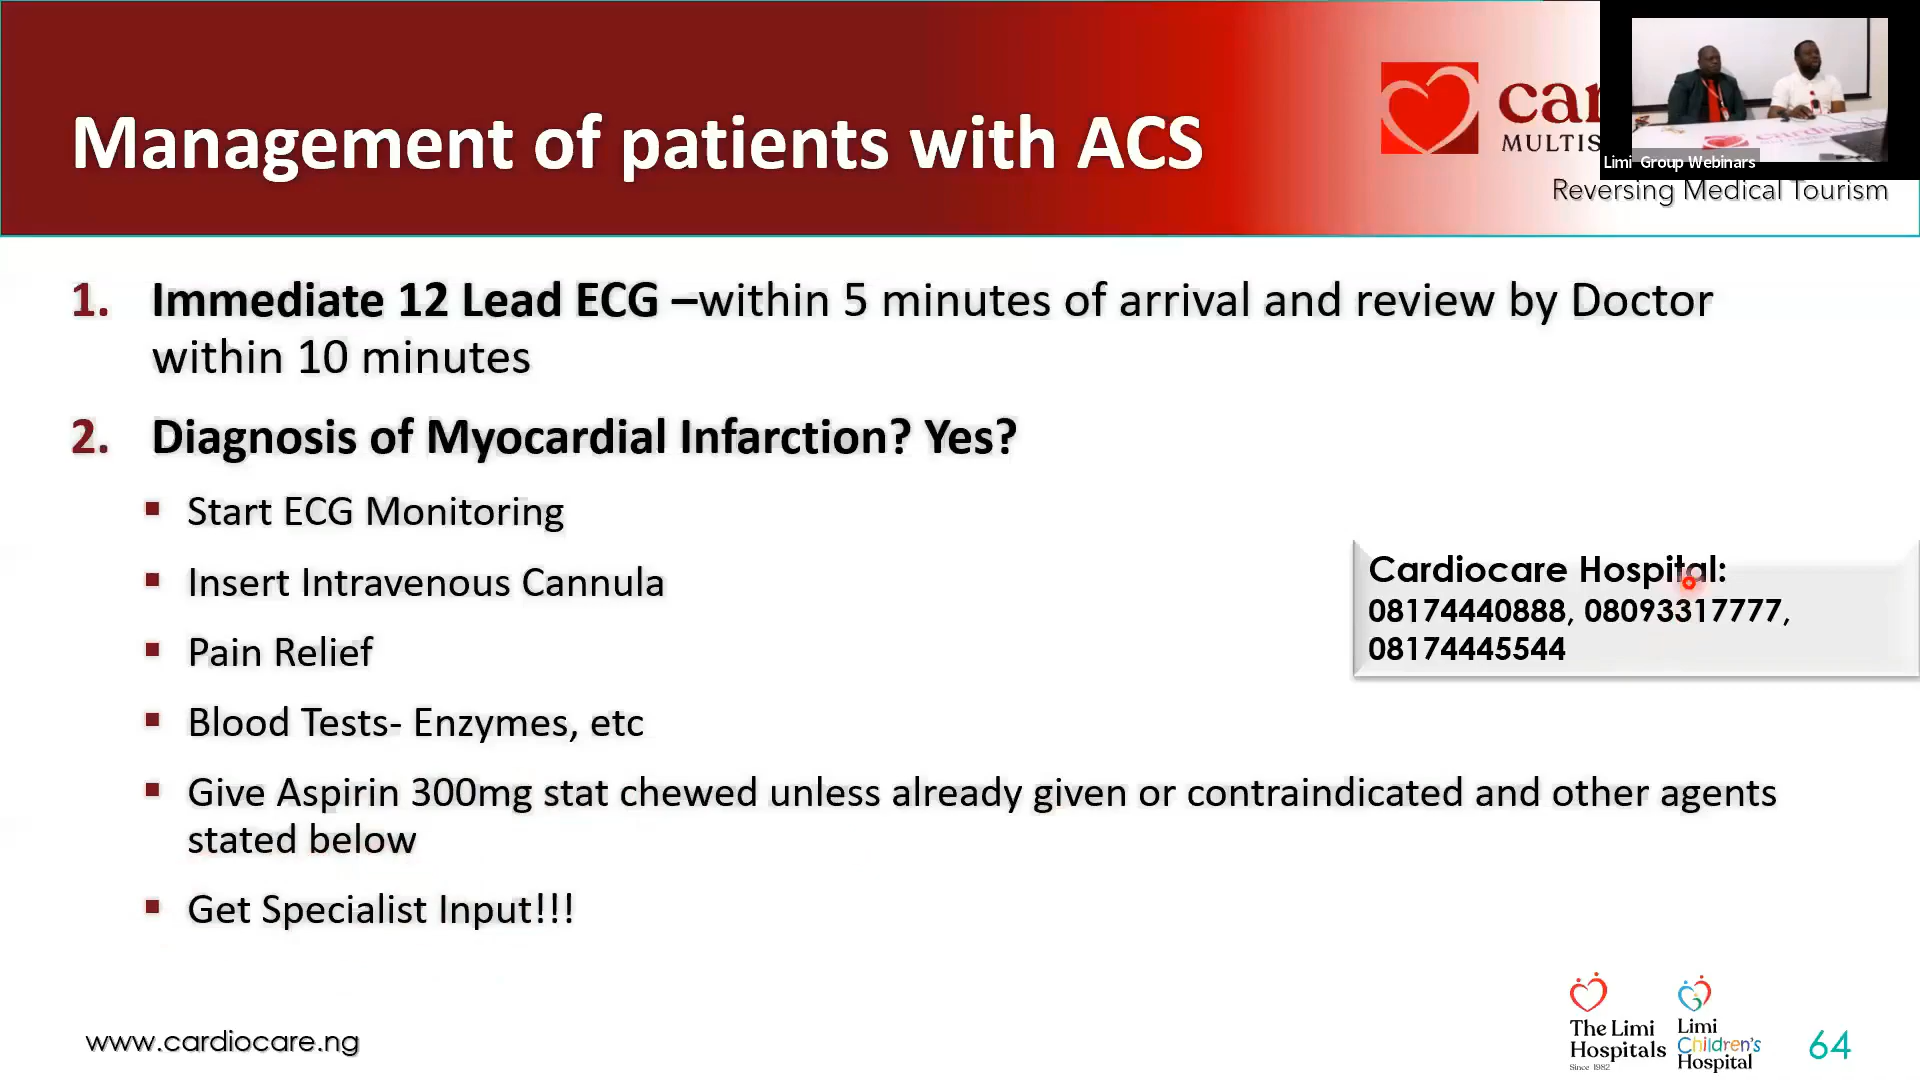 Management of patients with ACS
MULTIS
Limi Group Webinars
Reversing Medical Tourism
1. Immediate 12 Lead ECG –within 5 minutes of arrival and review by Doctor
within 10 minutes
2. Diagnosis of Myocardial Infarction? Yes?
▪ Start ECG Monitoring
▪ Insert Intravenous Cannula
▪ Pain Relief
▪ Blood Tests- Enzymes, etc
▪ Give Aspirin 300mg stat chewed unless already given or contraindicated and other agents
stated below
▪ Get Specialist Input!!!
Cardiocare Hospital:
08174440888, 08093317777,
08174445544
www.cardiocare.ng
The Limi
Hospitals
Since 1982
Limi
Children's
Hospital
64